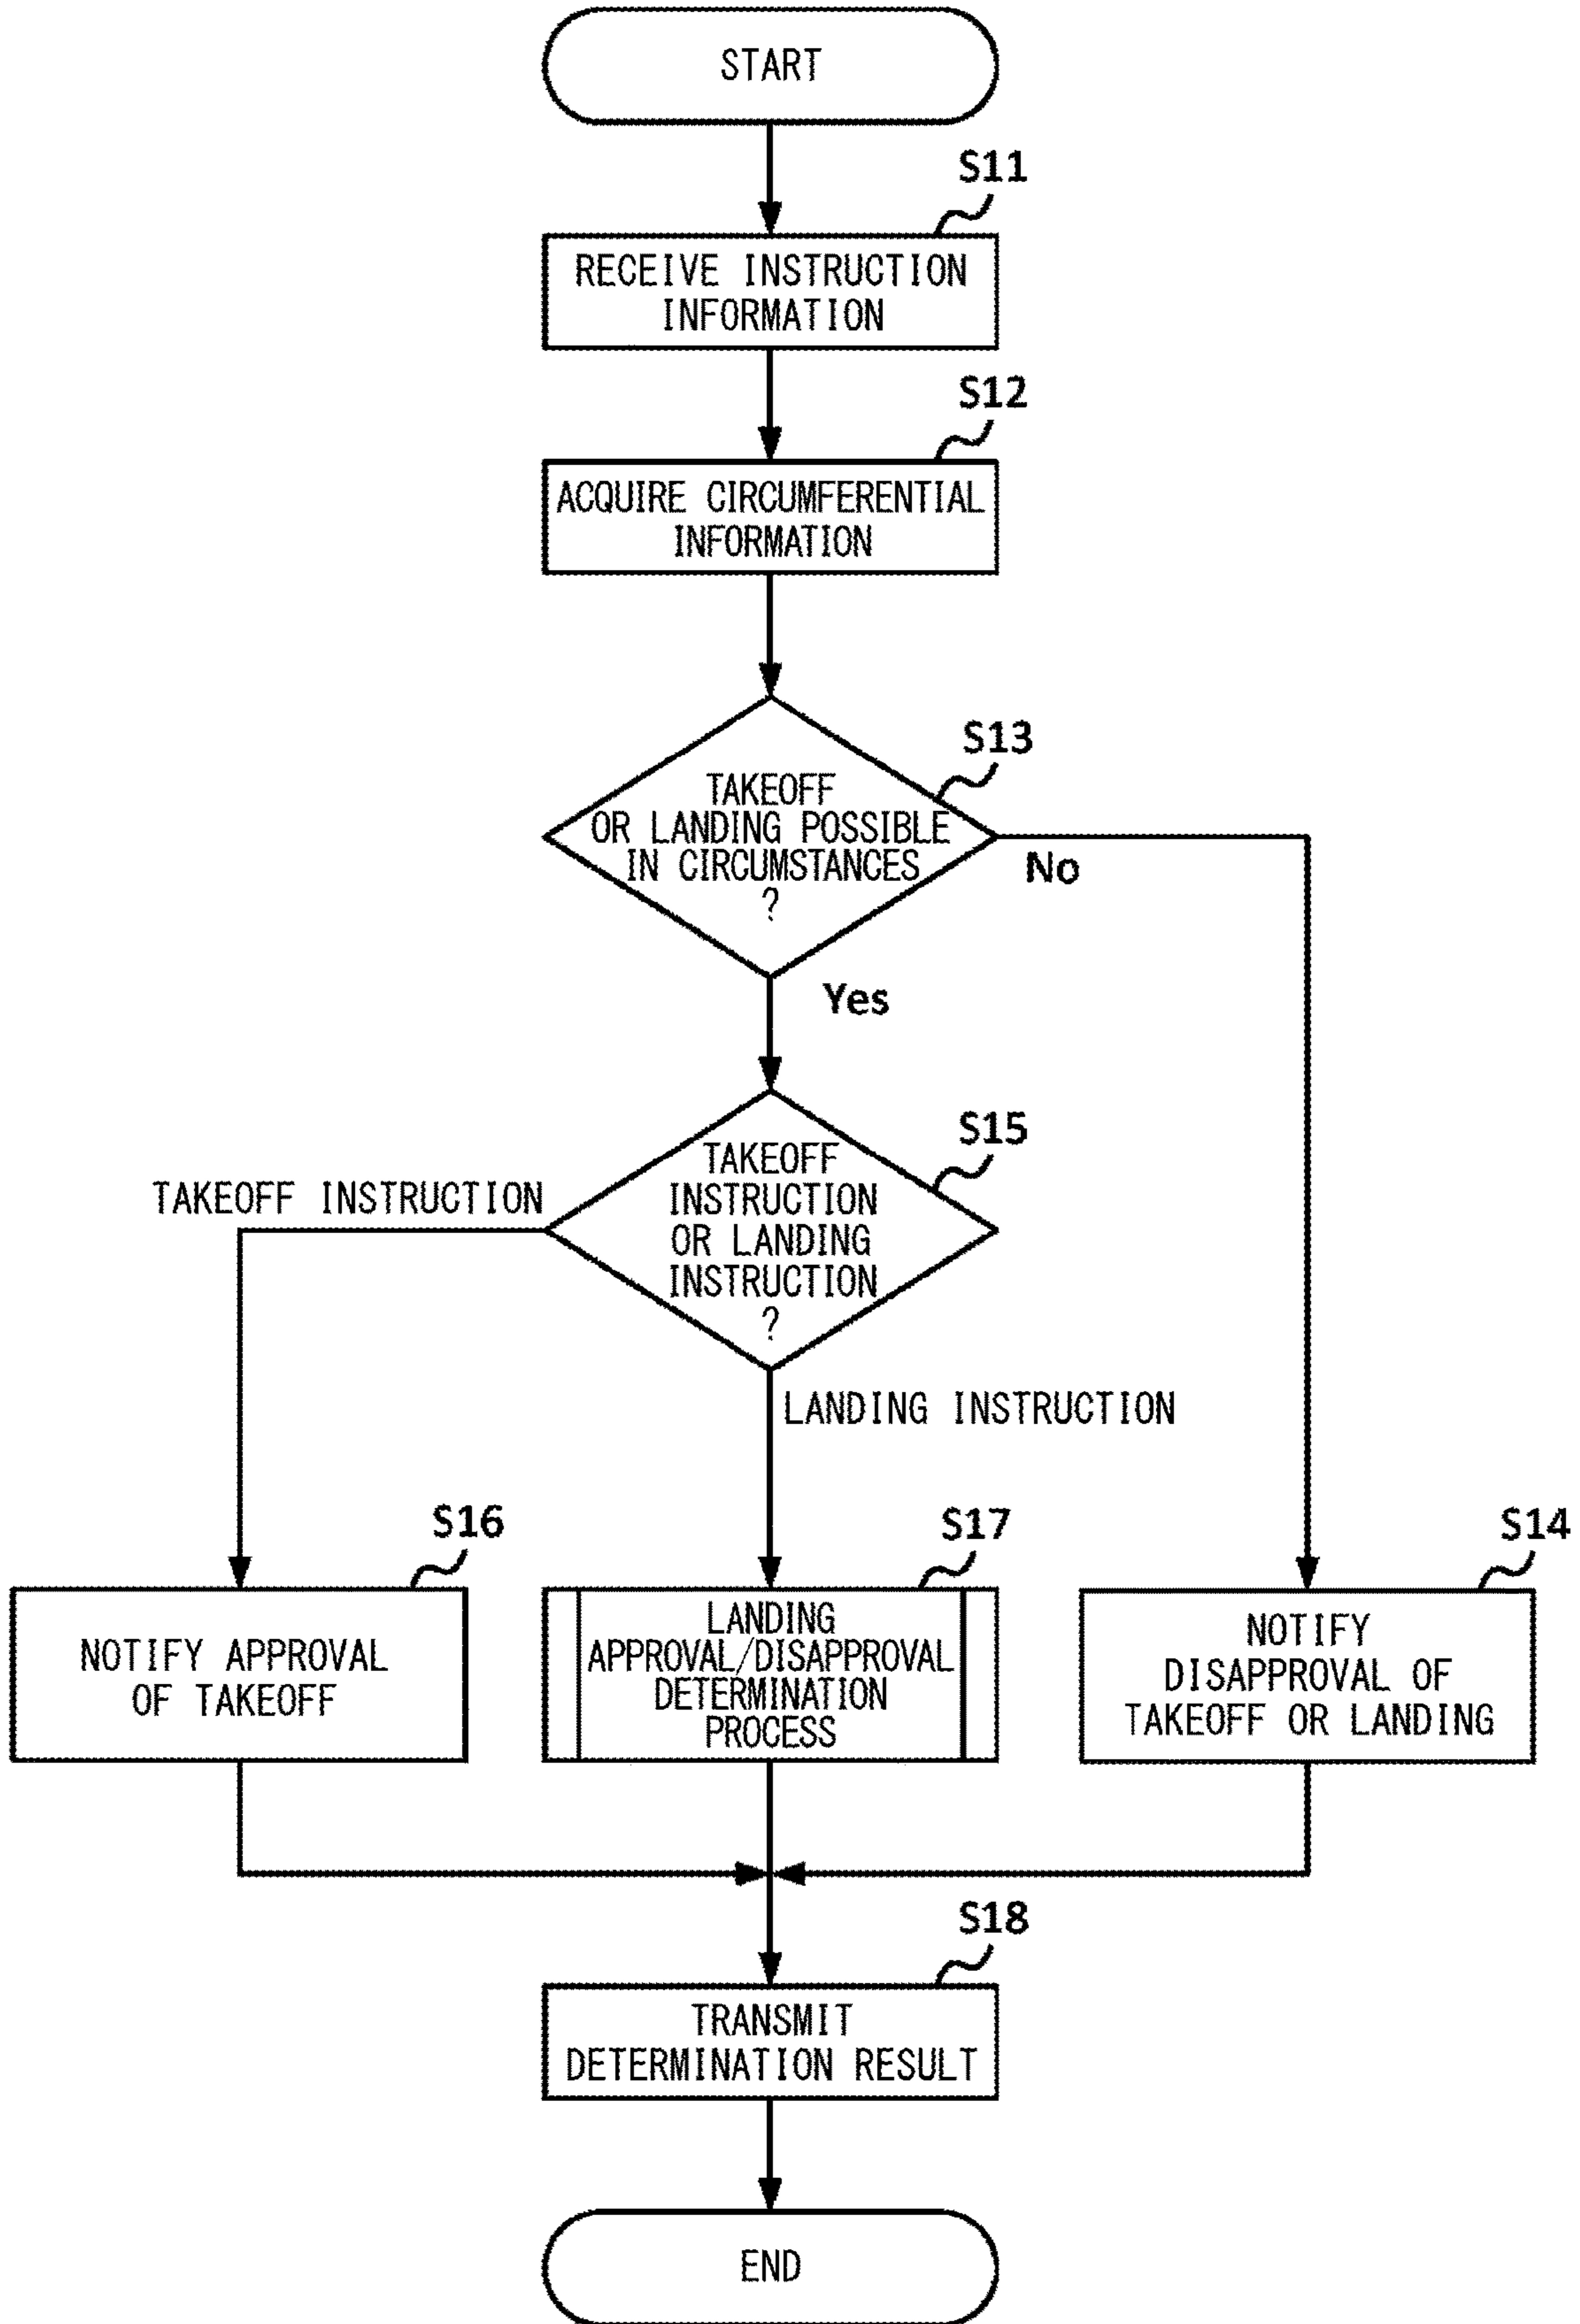 START
S11
RECEIVE INSTRUCTION
INFORMATION
S12
ACQUIRE CIRCUMFERENTIAL
INFORMATION
S13
TAKEOFF
OR LANDING POSSIBLE
IN CIRCUMSTANCES
?
No
Yes
S15
TAKEOFF
INSTRUCTION
OR LANDING
INSTRUCTION
?
TAKEOFF INSTRUCTION
LANDING INSTRUCTION
S16
NOTIFY APPROVAL
OF TAKEOFF
S17
LANDING
APPROVAL/DISAPPROVAL
DETERMINATION
PROCESS
S14
NOTIFY
DISAPPROVAL OF
TAKEOFF OR LANDING
S18
TRANSMIT
DETERMINATION RESULT
END